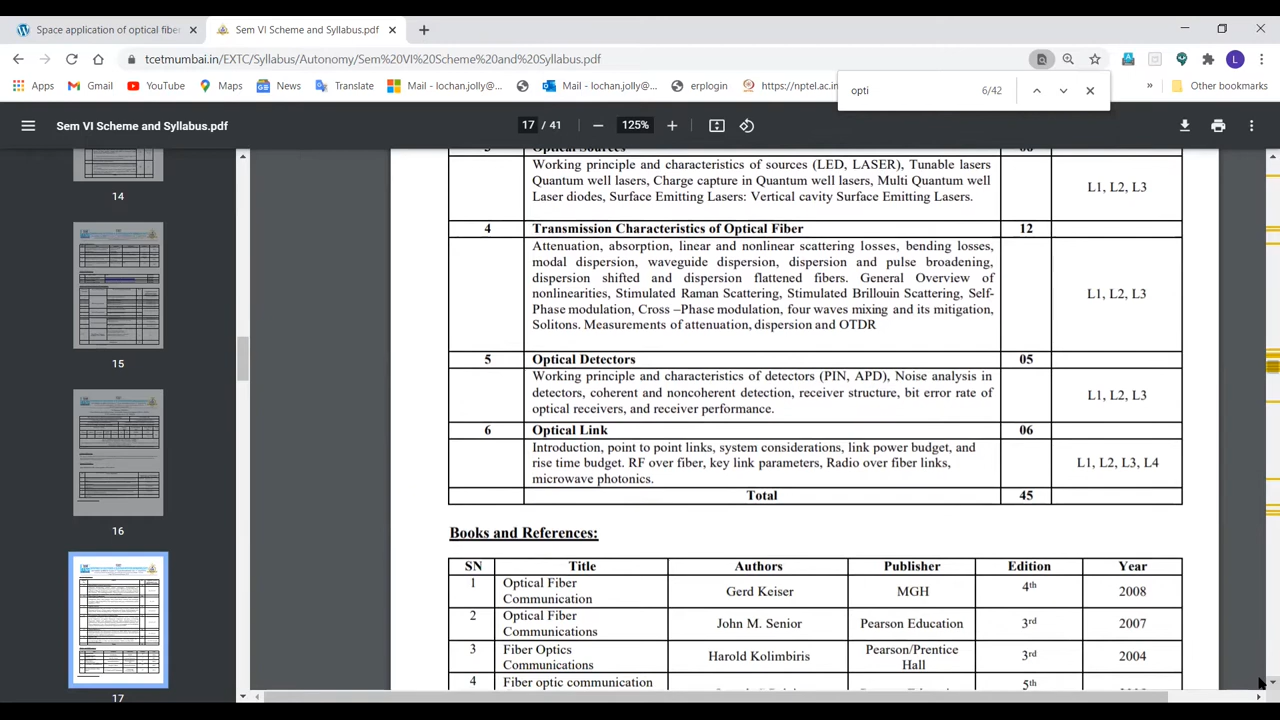 Space application of optical fiber
Sem VI Scheme and Syllabus.pdf
tcetmumbai.in/EXTC/Syllabus/Autonomy/Sem%20VI%20Scheme%20and%20Syllabus.pdf
L
Apps
YouTube
Maps
News
Translate
Mail - lochan.jolly@...
Mail - lochan.jolly@...
erplogin
https://nptel.ac.in
»
Other bookmarks
opti
6/42
Sem VI Scheme and Syllabus.pdf
17 / 41
125%
14
15
16
17
3 Optical Sources 06
Working principle and characteristics of sources (LED, LASER), Tunable lasers
Quantum well lasers, Charge capture in Quantum well lasers, Multi Quantum well
Laser diodes, Surface Emitting Lasers: Vertical cavity Surface Emitting Lasers.
L1, L2, L3
4 Transmission Characteristics of Optical Fiber 12
Attenuation, absorption, linear and nonlinear scattering losses, bending losses,
modal dispersion, waveguide dispersion, dispersion and pulse broadening,
dispersion shifted and dispersion flattened fibers. General Overview of
nonlinearities, Stimulated Raman Scattering, Stimulated Brillouin Scattering, Self-
Phase modulation, Cross –Phase modulation, four waves mixing and its mitigation,
Solitons. Measurements of attenuation, dispersion and OTDR
L1, L2, L3
5 Optical Detectors 05
Working principle and characteristics of detectors (PIN, APD), Noise analysis in
detectors, coherent and noncoherent detection, receiver structure, bit error rate of
optical receivers, and receiver performance.
L1, L2, L3
6 Optical Link 06
Introduction, point to point links, system considerations, link power budget, and
rise time budget. RF over fiber, key link parameters, Radio over fiber links,
microwave photonics.
L1, L2, L3, L4
Total 45
Books and References:
SN Title Authors Publisher Edition Year
1 Optical Fiber Communication Gerd Keiser MGH 4th 2008
2 Optical Fiber Communications John M. Senior Pearson Education 3rd 2007
3 Fiber Optics Communications Harold Kolimbiris Pearson/Prentice Hall 3rd 2004
4 Fiber optic communication 5th